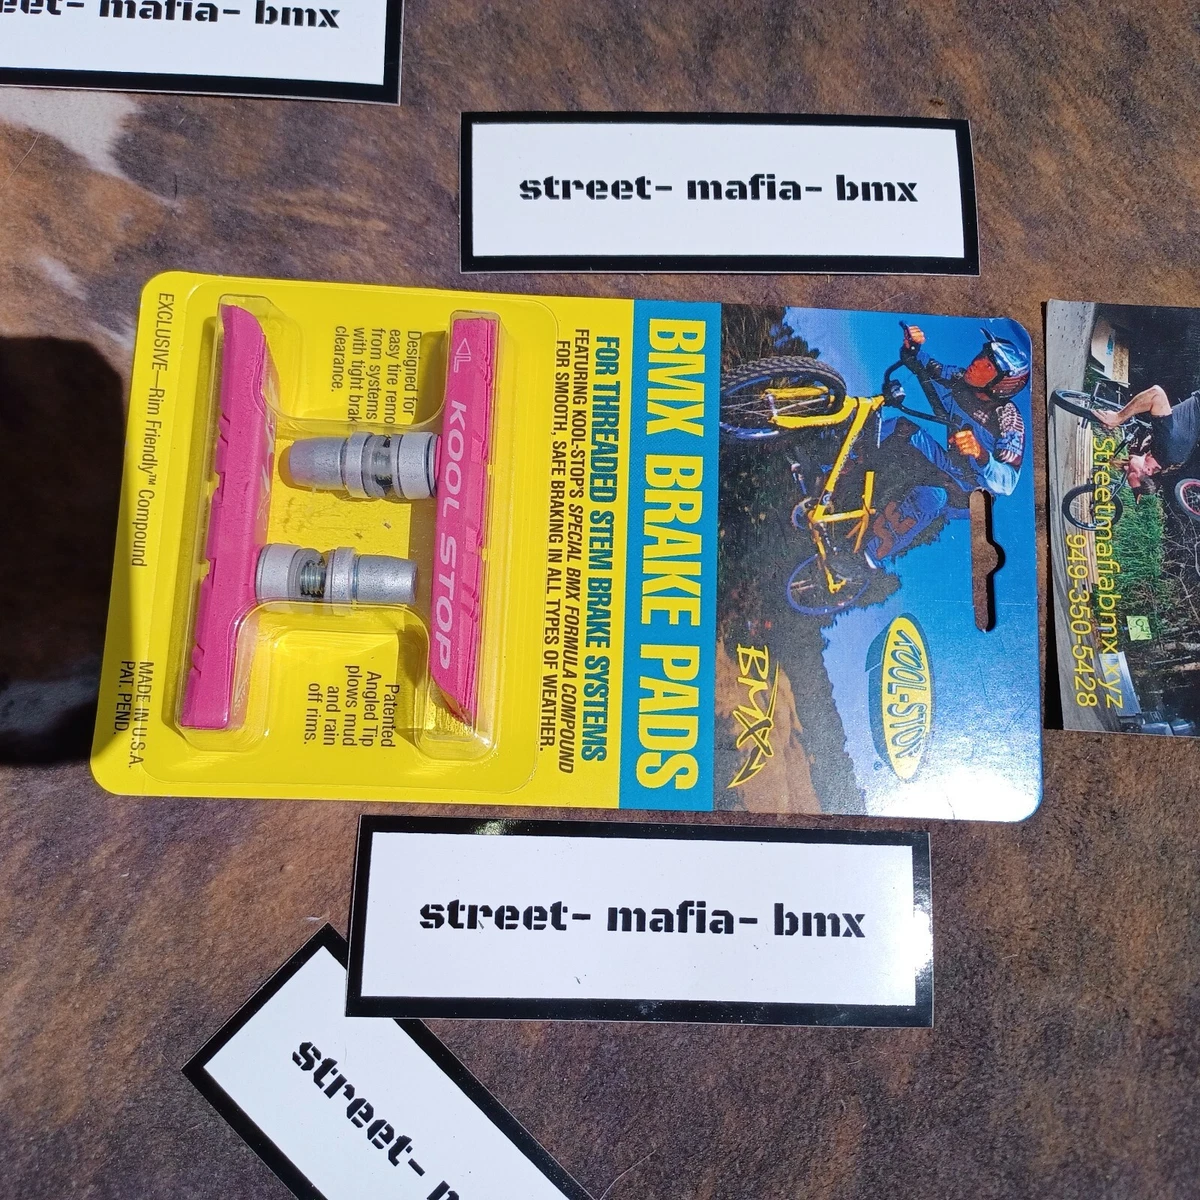 eet- mafia- bmx
street- mafia- bmx
KOOL-STOP
®
BMX
BMX BRAKE PADS
FOR THREADED STEM BRAKE SYSTEMS
FEATURING KOOL-STOP'S SPECIAL BMX FORMULA COMPOUND
FOR SMOOTH, SAFE BRAKING IN ALL TYPES OF WEATHER.
Designed for
easy tire remo
from systems
with tight brak
clearance.
Patented
Angled Tip
plows mud
and rain
off rims.
L KOOL STOP
EXCLUSIVE—Rim Friendly™ Compound
MADE IN U.S.A.
PAT. PEND.
Streetmafiabmx.xyz
949-350-5428
street- mafia- bmx
street-